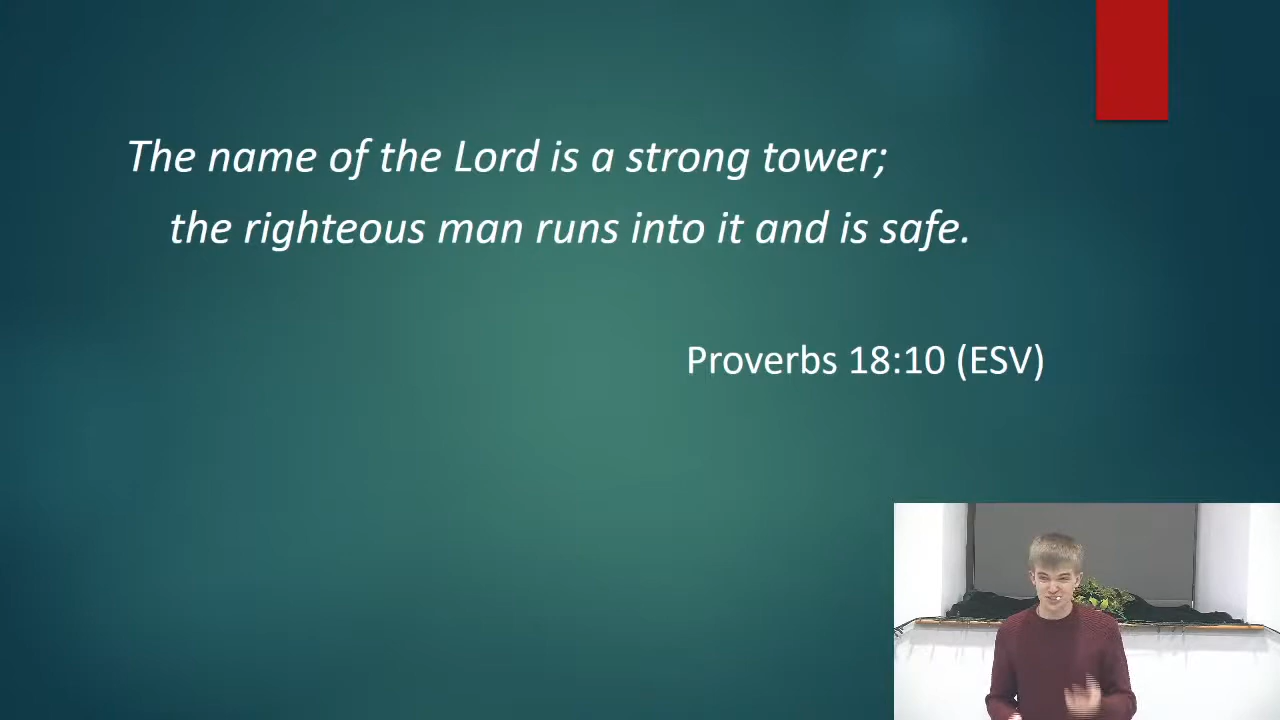 The name of the Lord is a strong tower;
the righteous man runs into it and is safe.
Proverbs 18:10 (ESV)